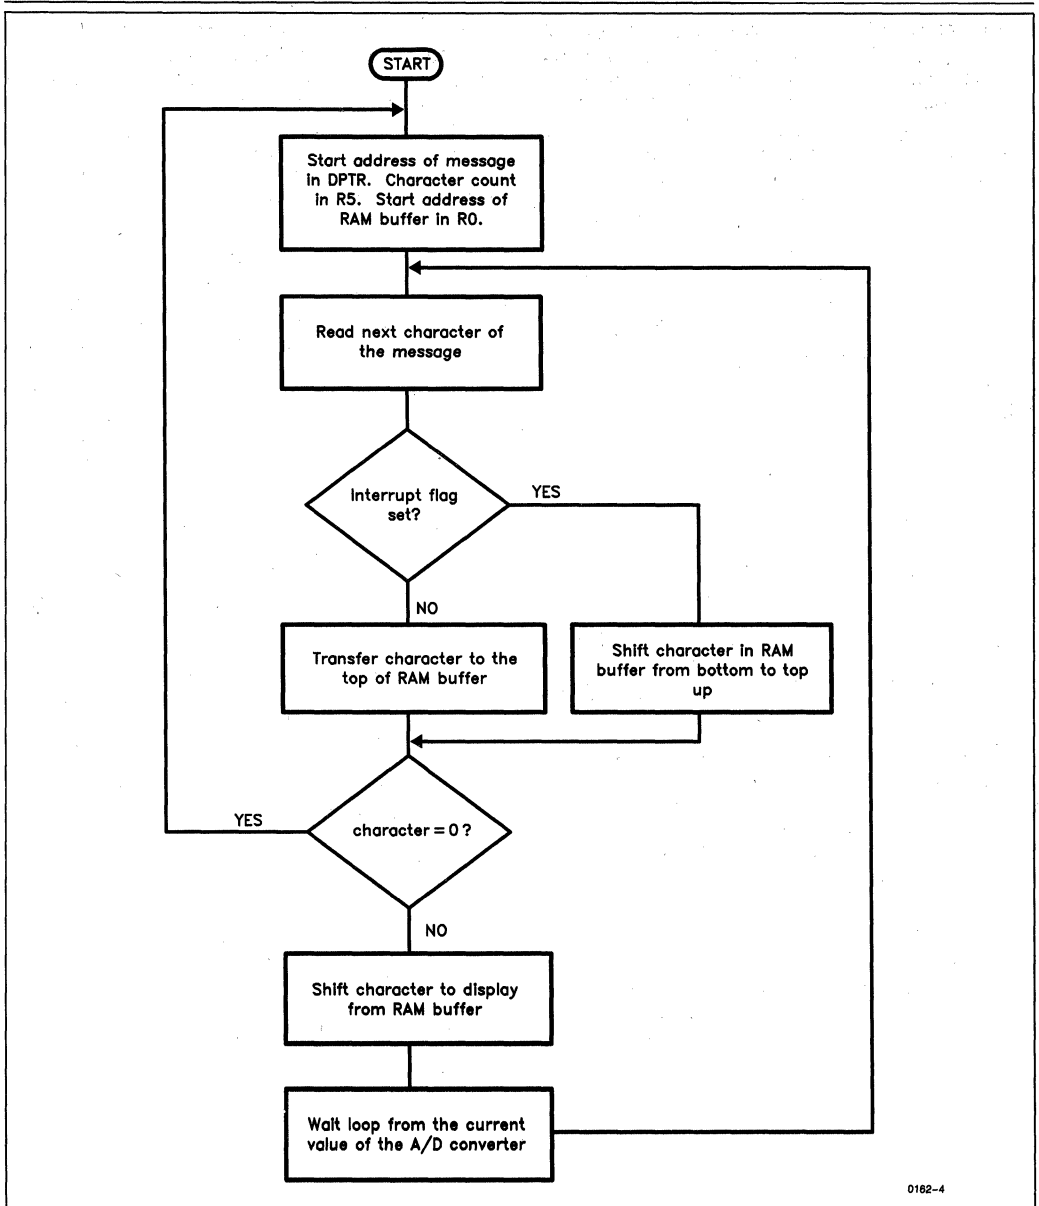 START
Start address of message
in DPTR. Character count
in R5. Start address of
RAM buffer in R0.
Read next character of
the message
Interrupt flag
set?
YES
NO
Transfer character to the
top of RAM buffer
Shift character in RAM
buffer from bottom to top
up
YES
character = 0 ?
NO
Shift character to display
from RAM buffer
Wait loop from the current
value of the A/D converter
0162-4